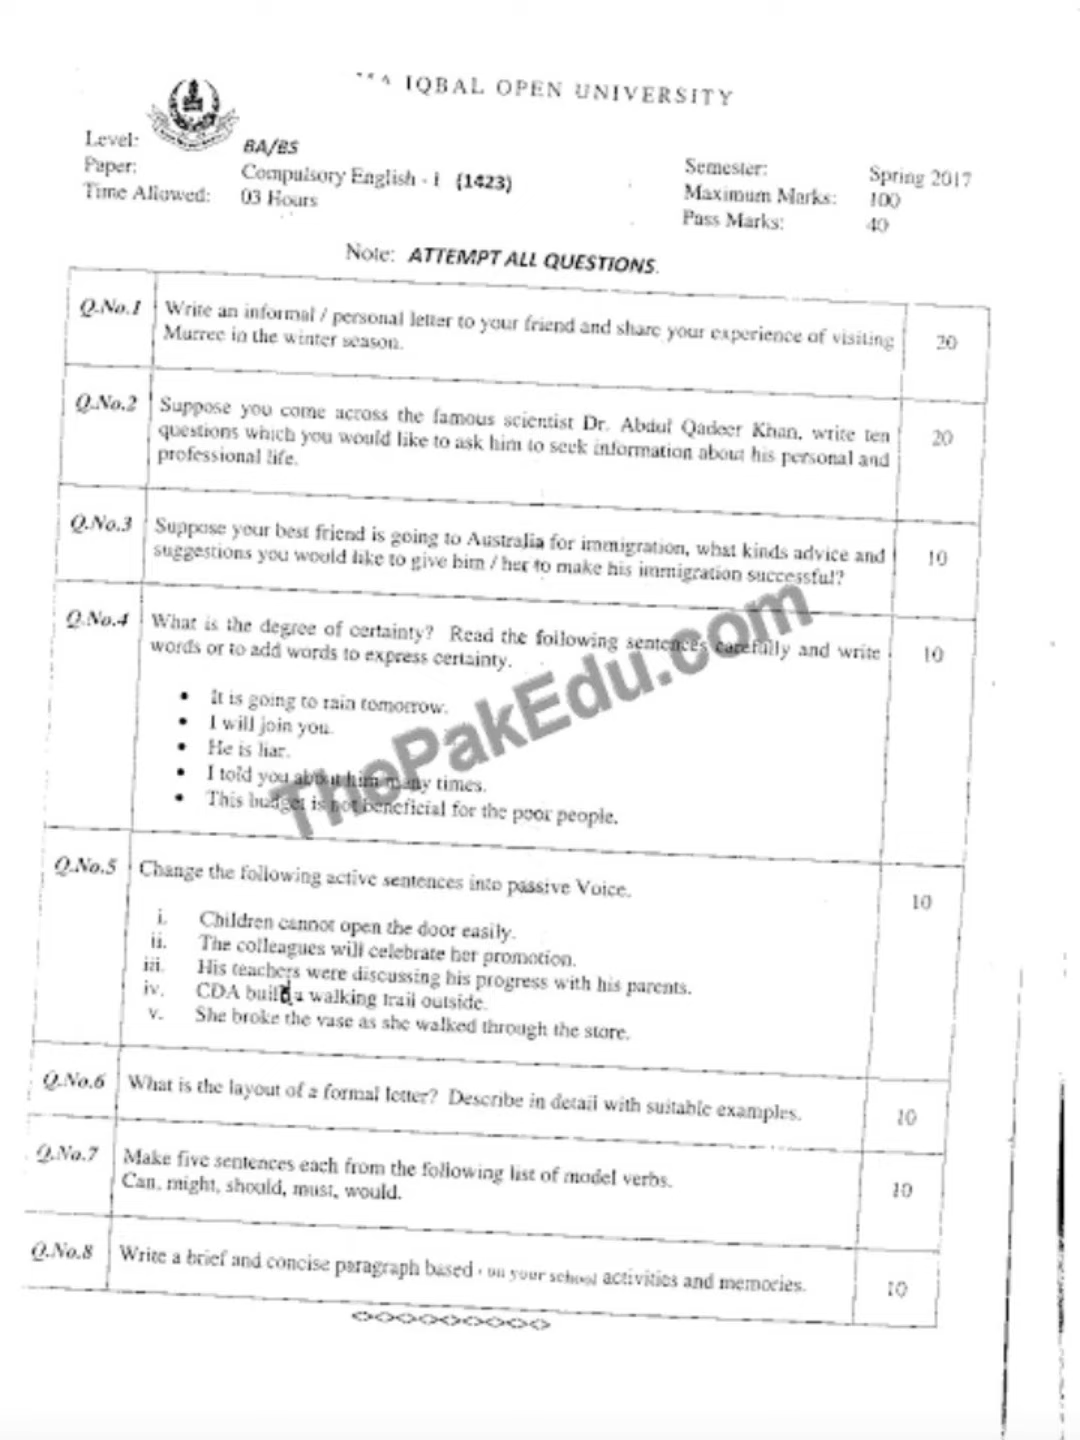 IQBAL OPEN UNIVERSITY
Level: BA/BS
Paper: Compulsory English - I (1423)
Time Allowed: 03 Hours
Semester: Spring 2017
Maximum Marks: 100
Pass Marks: 40
Note: ATTEMPT ALL QUESTIONS.
Q.No.1 Write an informal / personal letter to your friend and share your experience of visiting 20
Murree in the winter season.
Q.No.2 Suppose you come across the famous scientist Dr. Abdul Qadeer Khan, write ten 20
questions which you would like to ask him to seek information about his personal and
professional life.
Q.No.3 Suppose your best friend is going to Australia for immigration, what kinds advice and 10
suggestions you would like to give him / her to make his immigration successful?
Q.No.4 What is the degree of certainty? Read the following sentences carefully and write 10
words or to add words to express certainty.
• It is going to rain tomorrow.
• I will join you.
• He is liar.
• I told you about him many times.
• This budget is not beneficial for the poor people.
ThePakEdu.com
Q.No.5 Change the following active sentences into passive Voice. 10
i. Children cannot open the door easily.
ii. The colleagues will celebrate her promotion.
iii. His teachers were discussing his progress with his parents.
iv. CDA build a walking trail outside.
v. She broke the vase as she walked through the store.
Q.No.6 What is the layout of a formal letter? Describe in detail with suitable examples. 10
Q.No.7 Make five sentences each from the following list of model verbs. 10
Can, might, should, must, would.
Q.No.8 Write a brief and concise paragraph based on your school activities and memories. 10